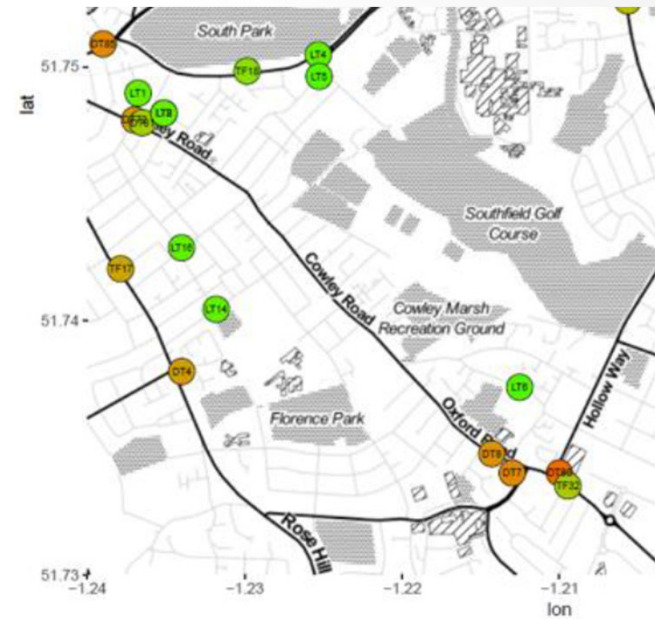 South Park
DT85
LT4
51.75
TF18
LT5
lat
LT1
ley Road
LT16
Southfield Golf
Course
TF17
Cowley Road
LT14
Cowley Marsh
Recreation Ground
51.74
DT4
Hollow Way
LT6
Florence Park
Oxford Road
DT8
DT7
TF32
Rose Hill
51.73
−1.24
−1.23
−1.22
−1.21
lon